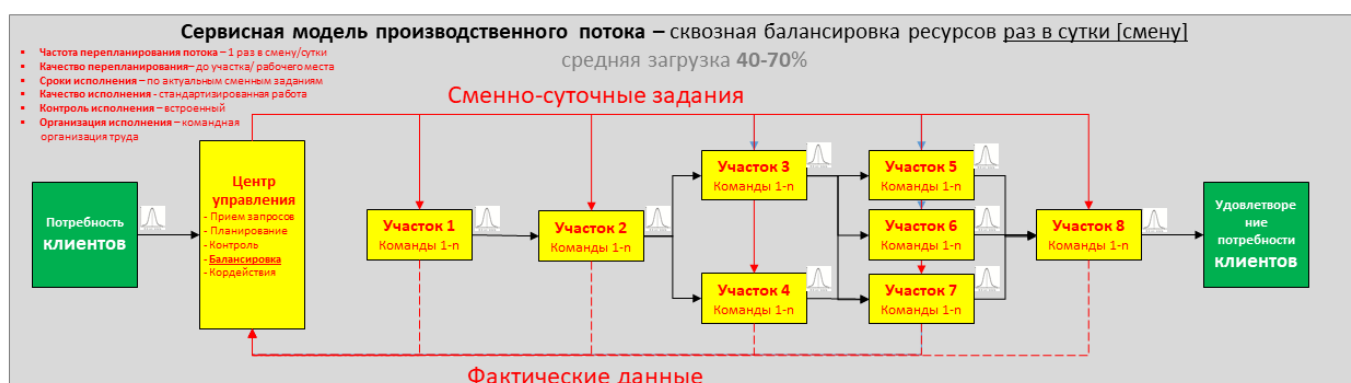 Сервисная модель производственного потока – сквозная балансировка ресурсов раз в сутки [смену]
средняя загрузка 40-70%
Частота перепланирования потока – 1 раз в смену/сутки
Качество перепланирования– до участка/ рабочего места
Сроки исполнения – по актуальным сменным заданиям
Качество исполнения - стандартизированная работа
Контроль исполнения – встроенный
Организация исполнения – командная
организация труда
Сменно-суточные задания
Потребность
клиентов
Центр
управления
- Прием запросов
- Планирование
- Контроль
- Балансировка
- Кордействия
Участок 1
Команды 1-n
Участок 2
Команды 1-n
Участок 3
Команды 1-n
Участок 4
Команды 1-n
Участок 5
Команды 1-n
Участок 6
Команды 1-n
Участок 7
Команды 1-n
Участок 8
Команды 1-n
Удовлетворе
ние
потребности
клиентов
Фактические данные